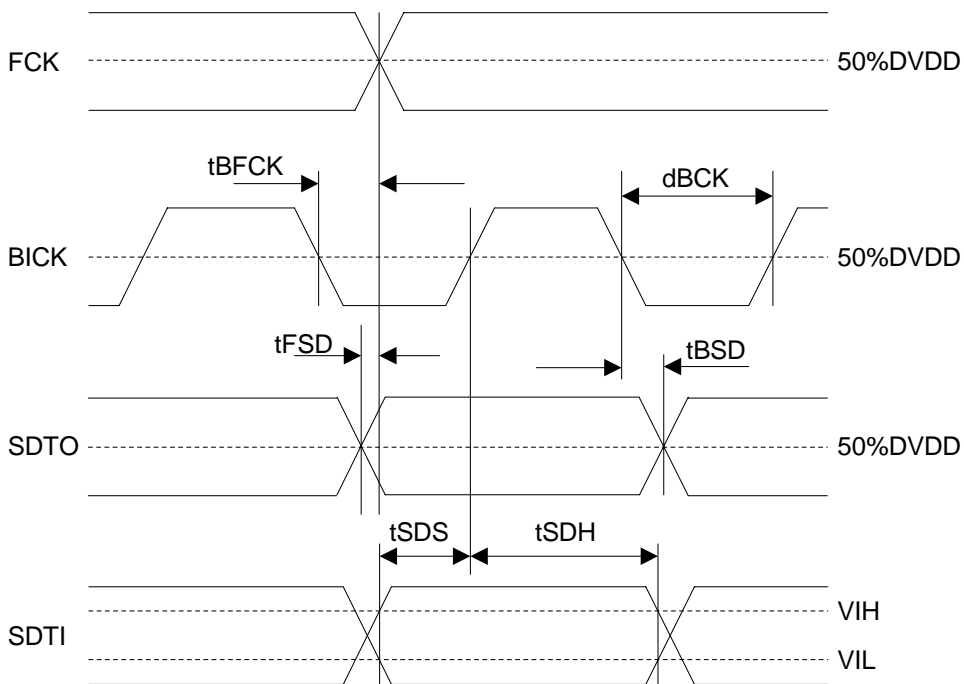 FCK
50%DVDD
tBFCK
dBCK
BICK
50%DVDD
tFSD
tBSD
SDTO
50%DVDD
tSDS
tSDH
VIH
SDTI
VIL